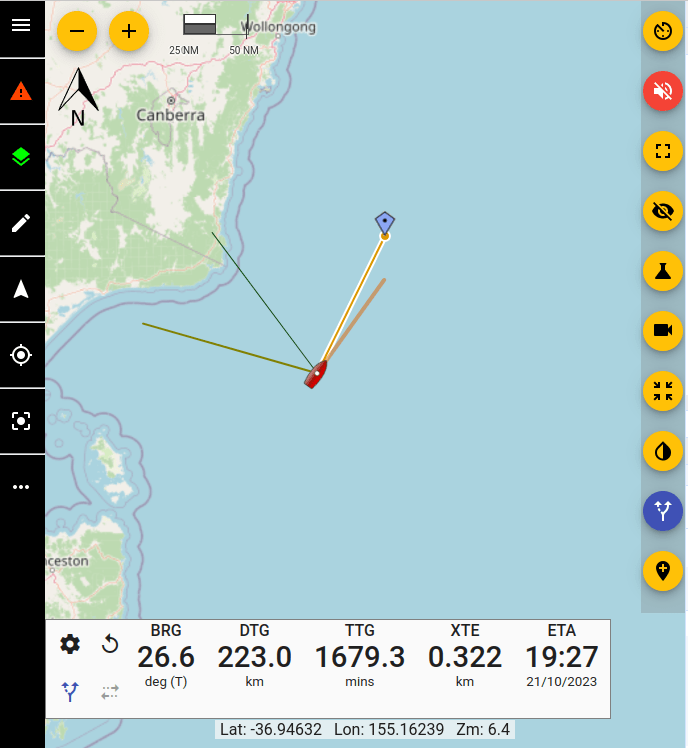 Wollongong
25 NM 50 NM
N
Canberra
ceston
BRG DTG TTG XTE ETA
26.6 223.0 1679.3 0.322 19:27
deg (T) km mins km 21/10/2023
Lat: -36.94632 Lon: 155.16239 Zm: 6.4